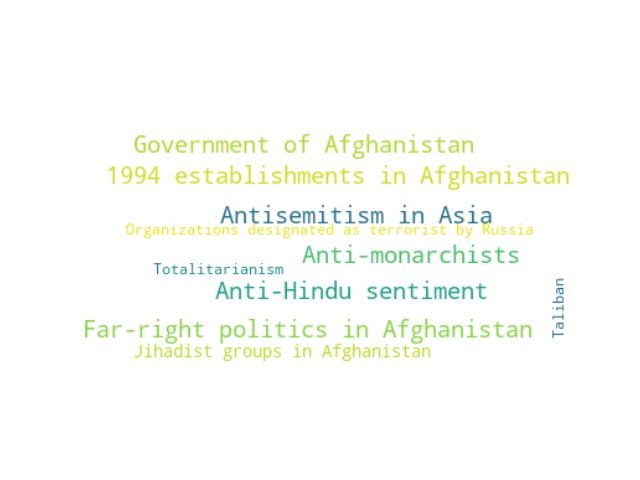 Government of Afghanistan
1994 establishments in Afghanistan
Antisemitism in Asia
Organizations designated as terrorist by Russia
Anti-monarchists
Totalitarianism
Anti-Hindu sentiment
Taliban
Far-right politics in Afghanistan
Jihadist groups in Afghanistan